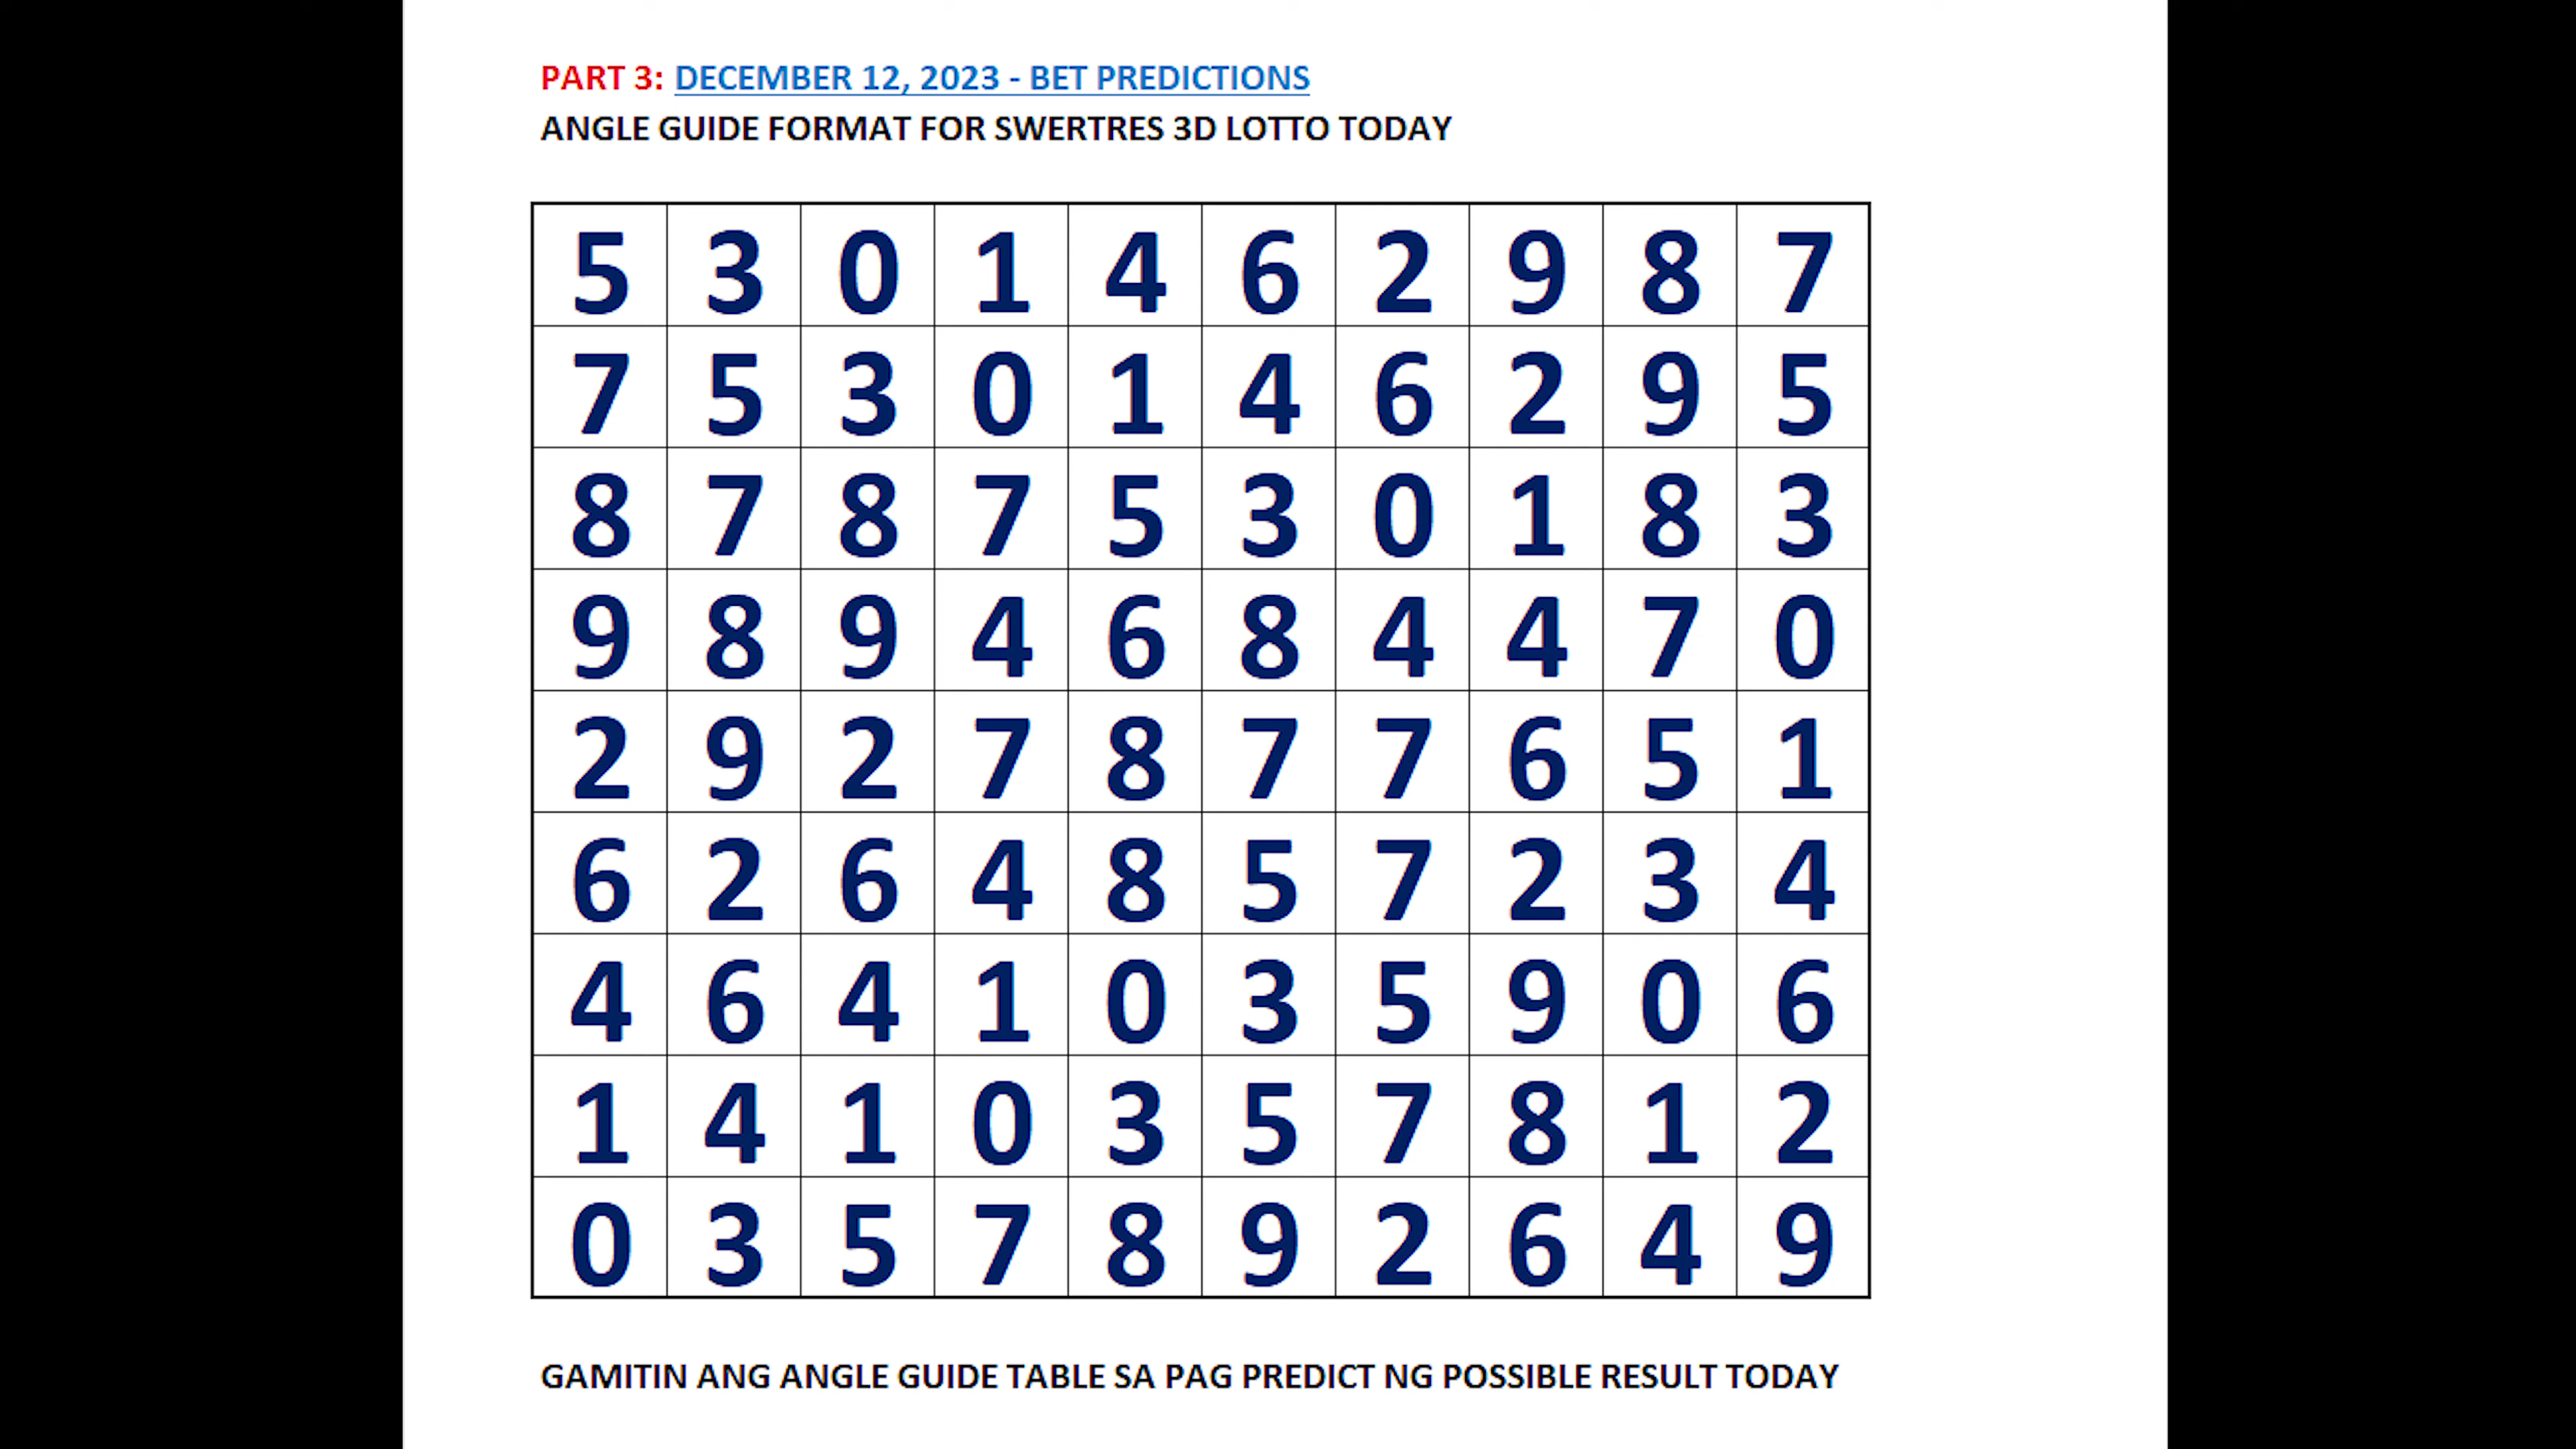 PART 3: DECEMBER 12, 2023 - BET PREDICTIONS
ANGLE GUIDE FORMAT FOR SWERTRES 3D LOTTO TODAY
5 3 0 1 4 6 2 9 8 7
7 5 3 0 1 4 6 2 9 5
8 7 8 7 5 3 0 1 8 3
9 8 9 4 6 8 4 4 7 0
2 9 2 7 8 7 7 6 5 1
6 2 6 4 8 5 7 2 3 4
4 6 4 1 0 3 5 9 0 6
1 4 1 0 3 5 7 8 1 2
0 3 5 7 8 9 2 6 4 9
GAMITIN ANG ANGLE GUIDE TABLE SA PAG PREDICT NG POSSIBLE RESULT TODAY